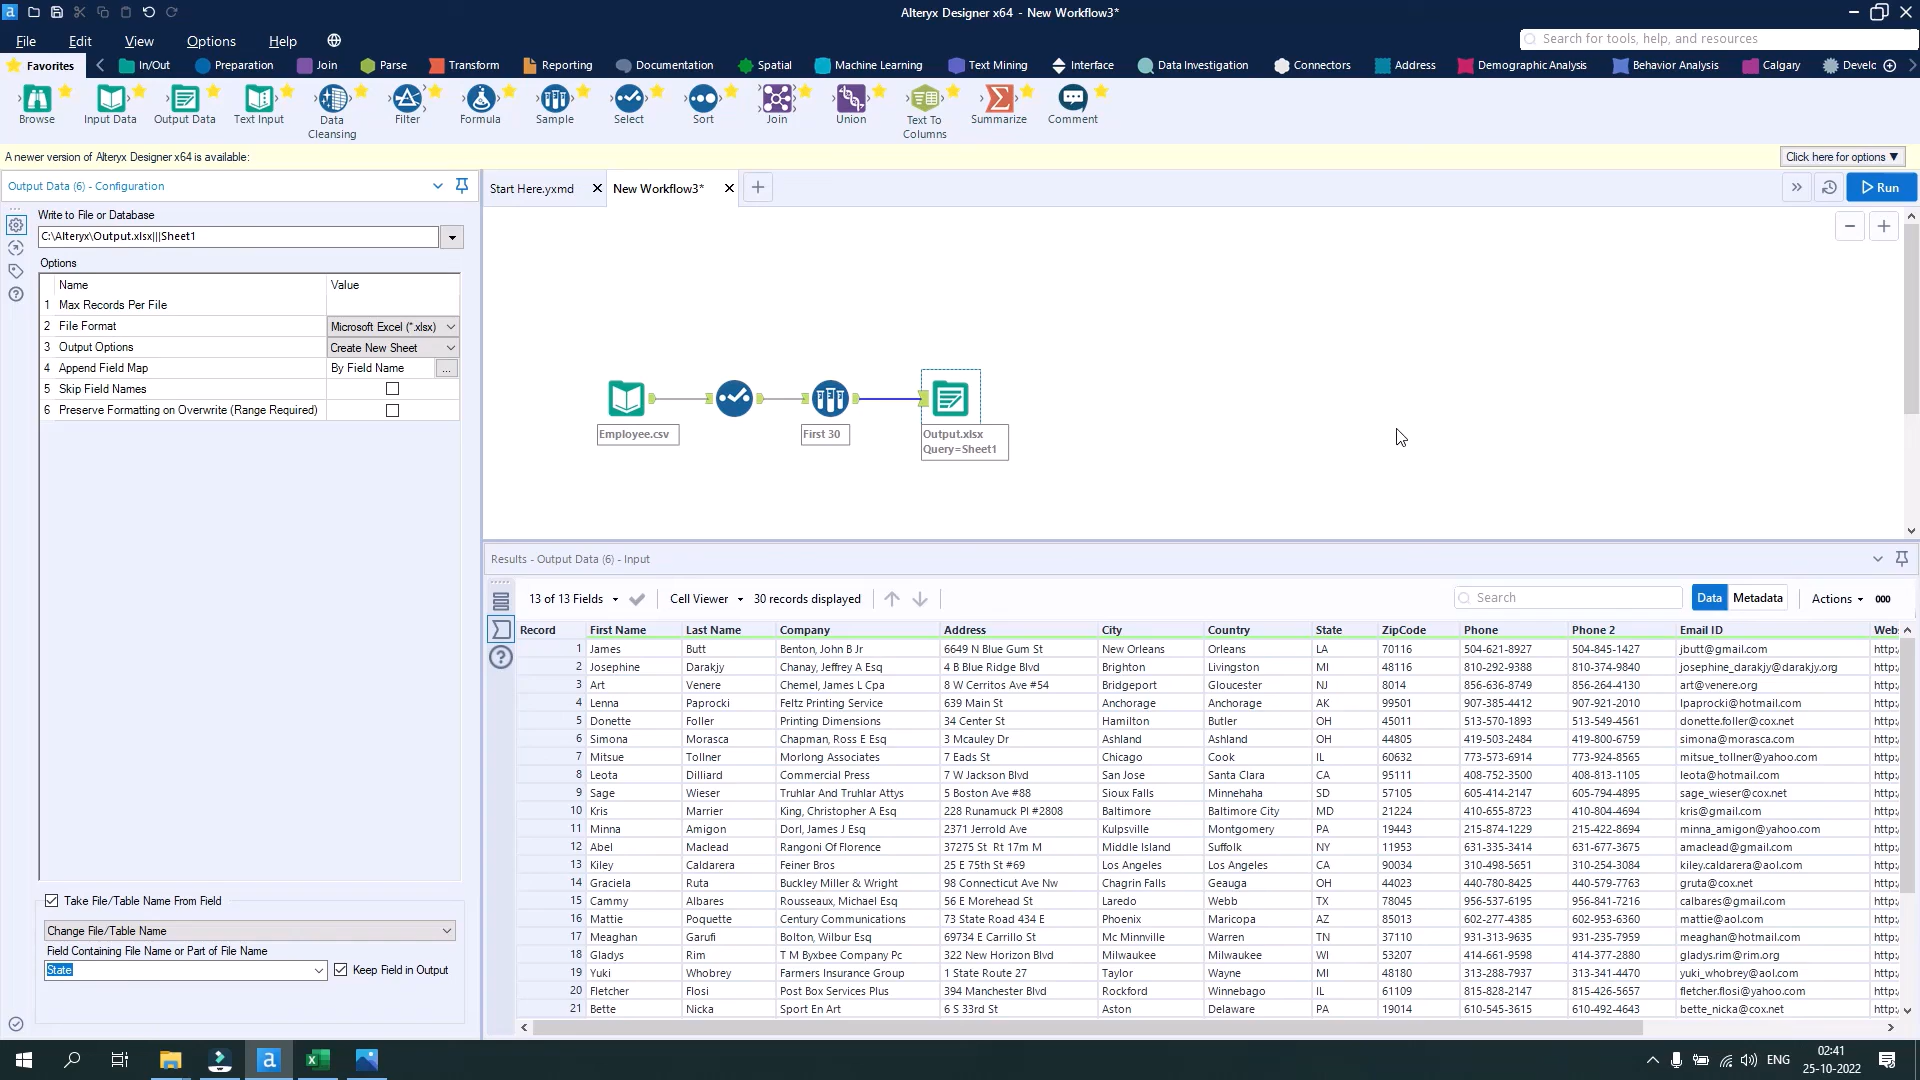 Alteryx Designer x64 - New Workflow3*
File Edit View Options Help
Search for tools, help, and resources
Favorites In/Out Preparation Join Parse Transform Reporting Documentation Spatial Machine Learning Text Mining Interface Data Investigation Connectors Address Demographic Analysis Behavior Analysis Calgary Develo
Browse Input Data Output Data Text Input Data Cleansing Filter Formula Sample Select Sort Join Union Text To Columns Summarize Comment
A newer version of Alteryx Designer x64 is available:
Click here for options ▼
Output Data (6) - Configuration
Start Here.yxmd
New Workflow3*
Run
Write to File or Database
C:\Alteryx\Output.xlsx|||Sheet1
Options
Name Value
1 Max Records Per File
2 File Format Microsoft Excel (*.xlsx)
3 Output Options Create New Sheet
4 Append Field Map By Field Name ...
5 Skip Field Names
6 Preserve Formatting on Overwrite (Range Required)
Employee.csv
First 30
Output.xlsx
Query=Sheet1
Take File/Table Name From Field
Change File/Table Name
Field Containing File Name or Part of File Name
State
Keep Field in Output
Results - Output Data (6) - Input
13 of 13 Fields Cell Viewer 30 records displayed
Search
Data Metadata Actions 000
Record First Name Last Name Company Address City Country State ZipCode Phone Phone 2 Email ID Web
1 James Butt Benton, John B Jr 6649 N Blue Gum St New Orleans Orleans LA 70116 504-621-8927 504-845-1427 jbutt@gmail.com http:
2 Josephine Darakjy Chanay, Jeffrey A Esq 4 B Blue Ridge Blvd Brighton Livingston MI 48116 810-292-9388 810-374-9840 josephine_darakjy@darakjy.org http:
3 Art Venere Chemel, James L Cpa 8 W Cerritos Ave #54 Bridgeport Gloucester NJ 8014 856-636-8749 856-264-4130 art@venere.org http:
4 Lenna Paprocki Feltz Printing Service 639 Main St Anchorage Anchorage AK 99501 907-385-4412 907-921-2010 lpaprocki@hotmail.com http:
5 Donette Foller Printing Dimensions 34 Center St Hamilton Butler OH 45011 513-570-1893 513-549-4561 donette.foller@cox.net http:
6 Simona Morasca Chapman, Ross E Esq 3 Mcauley Dr Ashland Ashland OH 44805 419-503-2484 419-800-6759 simona@morasca.com http:
7 Mitsue Tollner Morlong Associates 7 Eads St Chicago Cook IL 60632 773-573-6914 773-924-8565 mitsue_tollner@yahoo.com http:
8 Leota Dilliard Commercial Press 7 W Jackson Blvd San Jose Santa Clara CA 95111 408-752-3500 408-813-1105 leota@hotmail.com http:
9 Sage Wieser Truhlar And Truhlar Attys 5 Boston Ave #88 Sioux Falls Minnehaha SD 57105 605-414-2147 605-794-4895 sage_wieser@cox.net http:
10 Kris Marrier King, Christopher A Esq 228 Runamuck Pl #2808 Baltimore Baltimore City MD 21224 410-655-8723 410-804-4694 kris@gmail.com http:
11 Minna Amigon Dorl, James J Esq 2371 Jerrold Ave Kulpsville Montgomery PA 19443 215-874-1229 215-422-8694 minna_amigon@yahoo.com http:
12 Abel Maclead Rangoni Of Florence 37275 St Rt 17m M Middle Island Suffolk NY 11953 631-335-3414 631-677-3675 amaclead@gmail.com http:
13 Kiley Caldarera Feiner Bros 25 E 75th St #69 Los Angeles Los Angeles CA 90034 310-498-5651 310-254-3084 kiley.caldarera@aol.com http:
14 Graciela Ruta Buckley Miller & Wright 98 Connecticut Ave Nw Chagrin Falls Geauga OH 44023 440-780-8425 440-579-7763 gruta@cox.net http:
15 Cammy Albares Rousseaux, Michael Esq 56 E Morehead St Laredo Webb TX 78045 956-537-6195 956-841-7216 calbares@gmail.com http:
16 Mattie Poquette Century Communications 73 State Road 434 E Phoenix Maricopa AZ 85013 602-277-4385 602-953-6360 mattie@aol.com http:
17 Meaghan Garufi Bolton, Wilbur Esq 69734 E Carrillo St Mc Minnville Warren TN 37110 931-313-9635 931-235-7959 meaghan@hotmail.com http:
18 Gladys Rim T M Byxbee Company Pc 322 New Horizon Blvd Milwaukee Milwaukee WI 53207 414-661-9598 414-377-2880 gladys.rim@rim.org http:
19 Yuki Whobrey Farmers Insurance Group 1 State Route 27 Taylor Wayne MI 48180 313-288-7937 313-341-4470 yuki_whobrey@aol.com http:
20 Fletcher Flosi Post Box Services Plus 394 Manchester Blvd Rockford Winnebago IL 61109 815-828-2147 815-426-5657 fletcher.flosi@yahoo.com http:
21 Bette Nicka Sport En Art 6 S 33rd St Aston Delaware PA 19014 610-545-3615 610-492-4643 bette_nicka@cox.net http:
ENG
02:41
25-10-2022